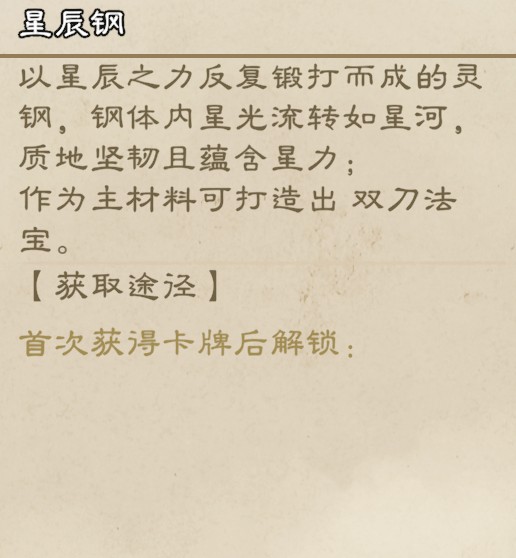 星辰钢
以星辰之力反复锻打而成的灵
钢，钢体内星光流转如星河，
质地坚韧且蕴含星力；
作为主材料可打造出 双刀法
宝。
【获取途径】
首次获得卡牌后解锁：